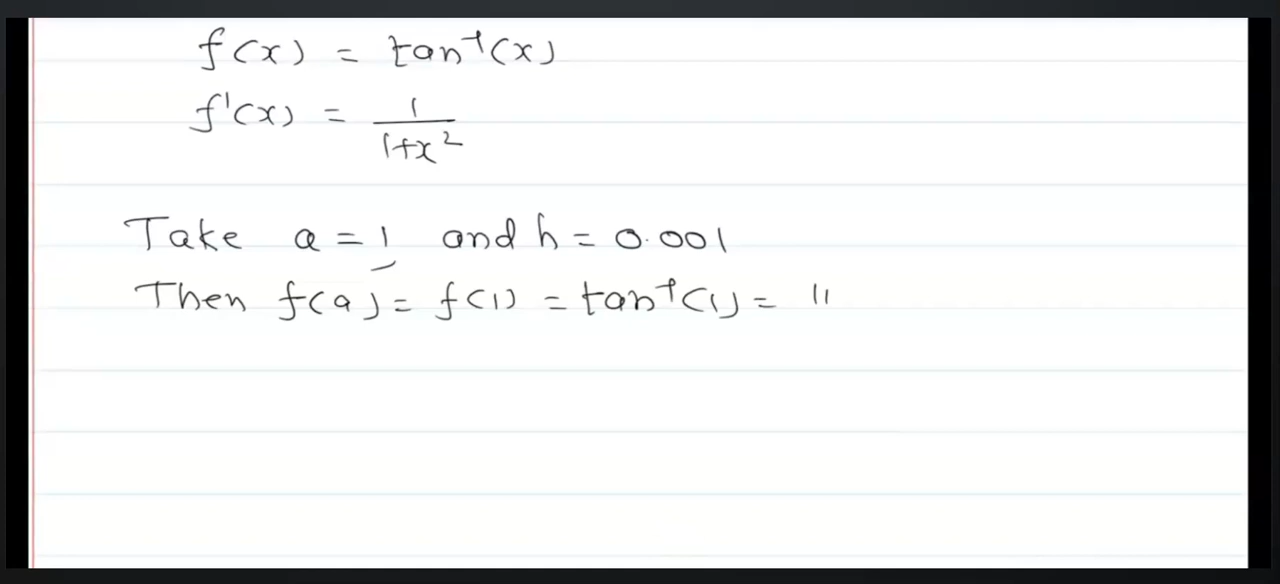 f(x) = tan⁻¹(x)
f'(x) = 1/(1+x²)
Take a = 1 and h = 0.001
Then f(a) = f(1) = tan⁻¹(1) =